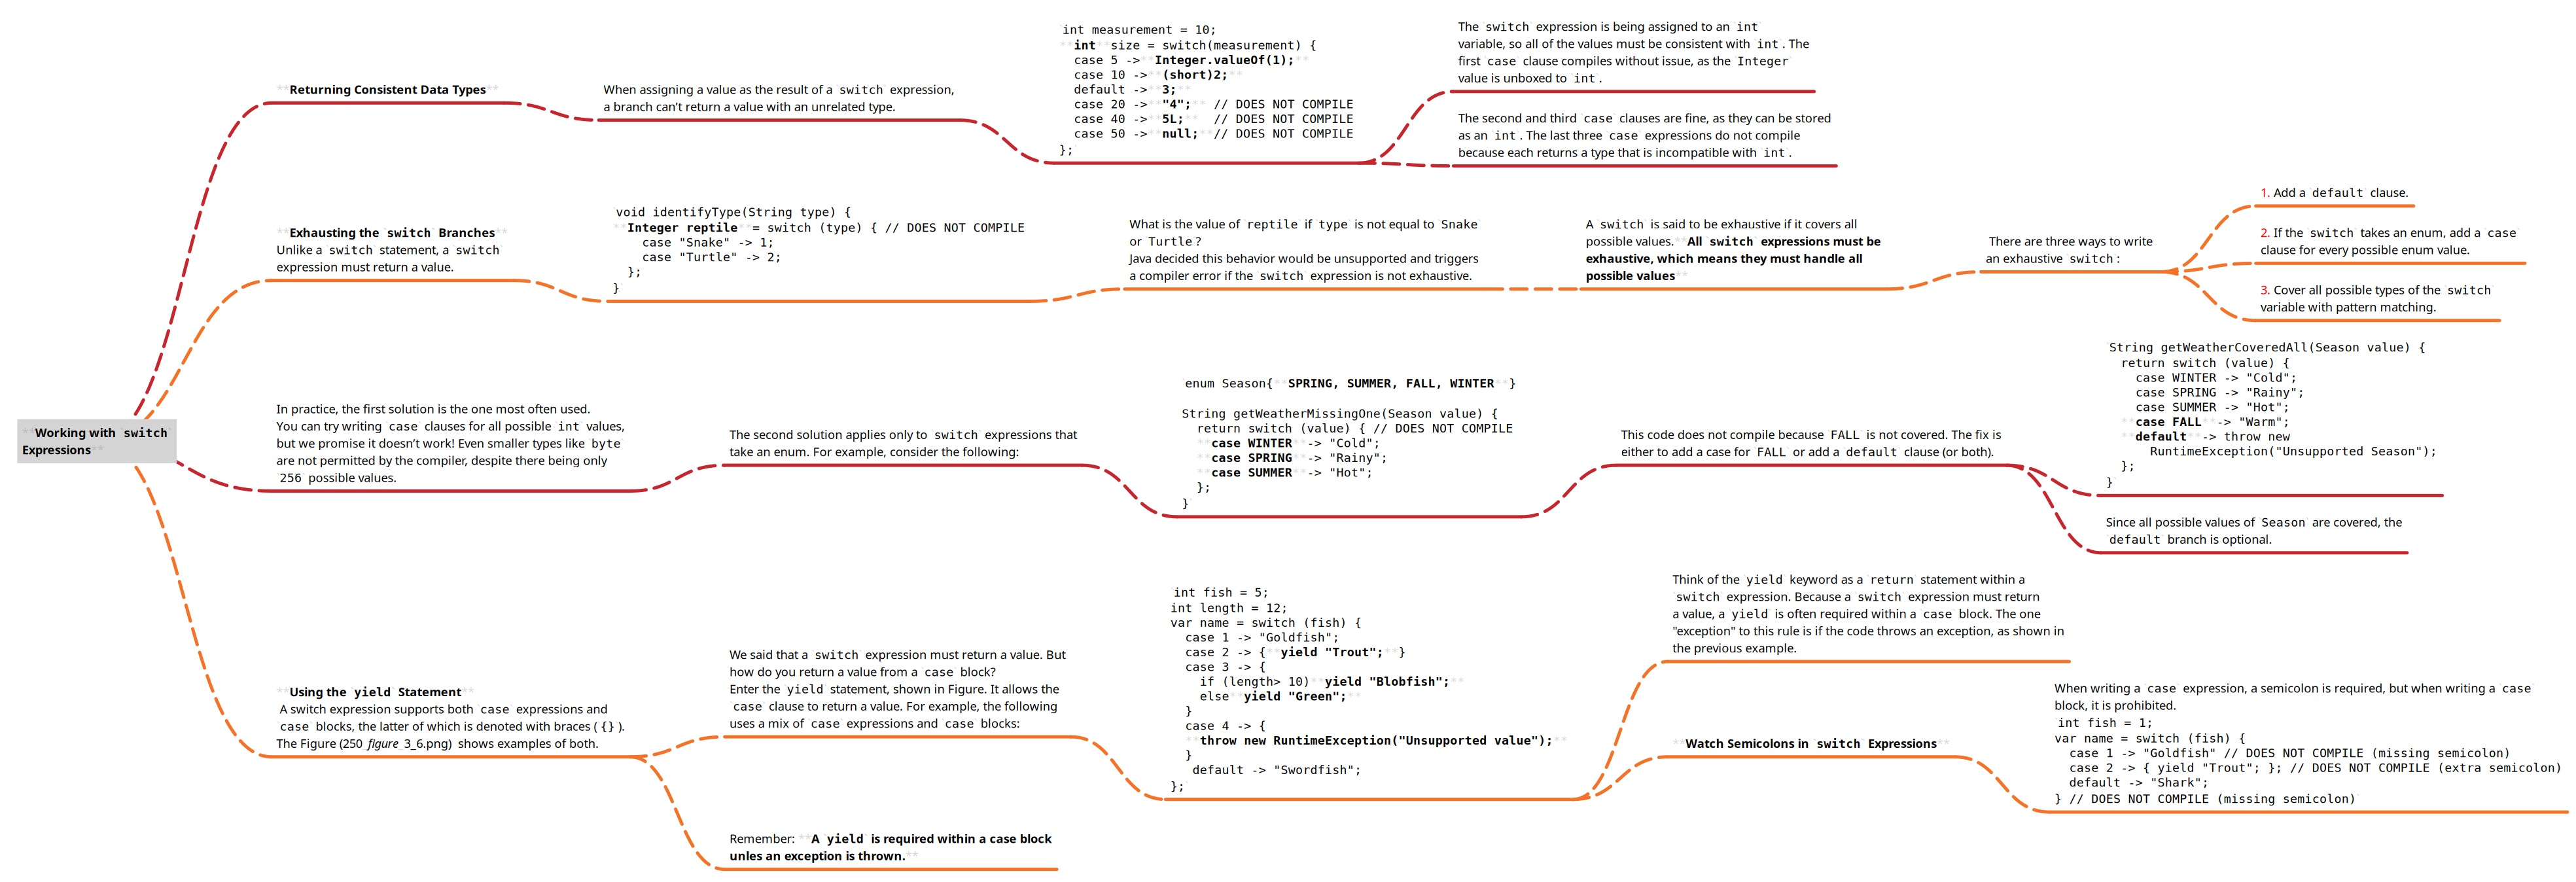 **Working with `switch`
Expressions**
**Returning Consistent Data Types**
When assigning a value as the result of a `switch` expression,
a branch can’t return a value with an unrelated type.
`int measurement = 10;
**int**size = switch(measurement) {
case 5 ->**Integer.valueOf(1);**
case 10 ->**(short)2;**
default ->**3;**
case 20 ->**"4";** // DOES NOT COMPILE
case 40 ->**5L;** // DOES NOT COMPILE
case 50 ->**null;**// DOES NOT COMPILE
};`
The `switch` expression is being assigned to an `int`
variable, so all of the values must be consistent with `int`. The
first `case` clause compiles without issue, as the `Integer`
value is unboxed to `int`.
The second and third `case` clauses are fine, as they can be stored
as an `int`. The last three `case` expressions do not compile
because each returns a type that is incompatible with `int`.
**Exhausting the `switch` Branches**
Unlike a `switch` statement, a `switch`
expression must return a value.
`void identifyType(String type) {
**Integer reptile**= switch (type) { // DOES NOT COMPILE
case "Snake" -> 1;
case "Turtle" -> 2;
};
}`
What is the value of `reptile` if `type` is not equal to `Snake`
or `Turtle`?
Java decided this behavior would be unsupported and triggers
a compiler error if the `switch` expression is not exhaustive.
A `switch` is said to be exhaustive if it covers all
possible values.**All `switch` expressions must be
exhaustive, which means they must handle all
possible values**
There are three ways to write
an exhaustive `switch`:
1. Add a `default` clause.
2. If the `switch` takes an enum, add a `case`
clause for every possible enum value.
3. Cover all possible types of the `switch`
variable with pattern matching.
In practice, the first solution is the one most often used.
You can try writing `case` clauses for all possible `int` values,
but we promise it doesn’t work! Even smaller types like `byte`
are not permitted by the compiler, despite there being only
`256` possible values.
The second solution applies only to `switch` expressions that
take an enum. For example, consider the following:
`enum Season{**SPRING, SUMMER, FALL, WINTER**}
String getWeatherMissingOne(Season value) {
return switch (value) { // DOES NOT COMPILE
**case WINTER**-> "Cold";
**case SPRING**-> "Rainy";
**case SUMMER**-> "Hot";
};
}`
This code does not compile because `FALL` is not covered. The fix is
either to add a case for `FALL` or add a `default` clause (or both).
`String getWeatherCoveredAll(Season value) {
return switch (value) {
case WINTER -> "Cold";
case SPRING -> "Rainy";
case SUMMER -> "Hot";
**case FALL**-> "Warm";
**default**-> throw new
RuntimeException("Unsupported Season");
};
}`
Since all possible values of `Season` are covered, the
`default` branch is optional.
**Using the `yield` Statement**
A switch expression supports both `case` expressions and
`case` blocks, the latter of which is denoted with braces (`{}`).
The Figure (250 figure 3_6.png) shows examples of both.
We said that a `switch` expression must return a value. But
how do you return a value from a `case` block?
Enter the `yield` statement, shown in Figure. It allows the
`case` clause to return a value. For example, the following
uses a mix of `case` expressions and `case` blocks:
`int fish = 5;
int length = 12;
var name = switch (fish) {
case 1 -> "Goldfish";
case 2 -> {**yield "Trout";**}
case 3 -> {
if (length> 10)**yield "Blobfish";**
else**yield "Green";**
}
case 4 -> {
**throw new RuntimeException("Unsupported value");**
}
default -> "Swordfish";
};`
Think of the `yield` keyword as a `return` statement within a
`switch` expression. Because a `switch` expression must return
a value, a `yield` is often required within a `case` block. The one
"exception" to this rule is if the code throws an exception, as shown in
the previous example.
**Watch Semicolons in `switch` Expressions**
When writing a `case` expression, a semicolon is required, but when writing a `case`
block, it is prohibited.
`int fish = 1;
var name = switch (fish) {
case 1 -> "Goldfish" // DOES NOT COMPILE (missing semicolon)
case 2 -> { yield "Trout"; }; // DOES NOT COMPILE (extra semicolon)
default -> "Shark";
} // DOES NOT COMPILE (missing semicolon)`
Remember: **A `yield` is required within a case block
unles an exception is thrown.**